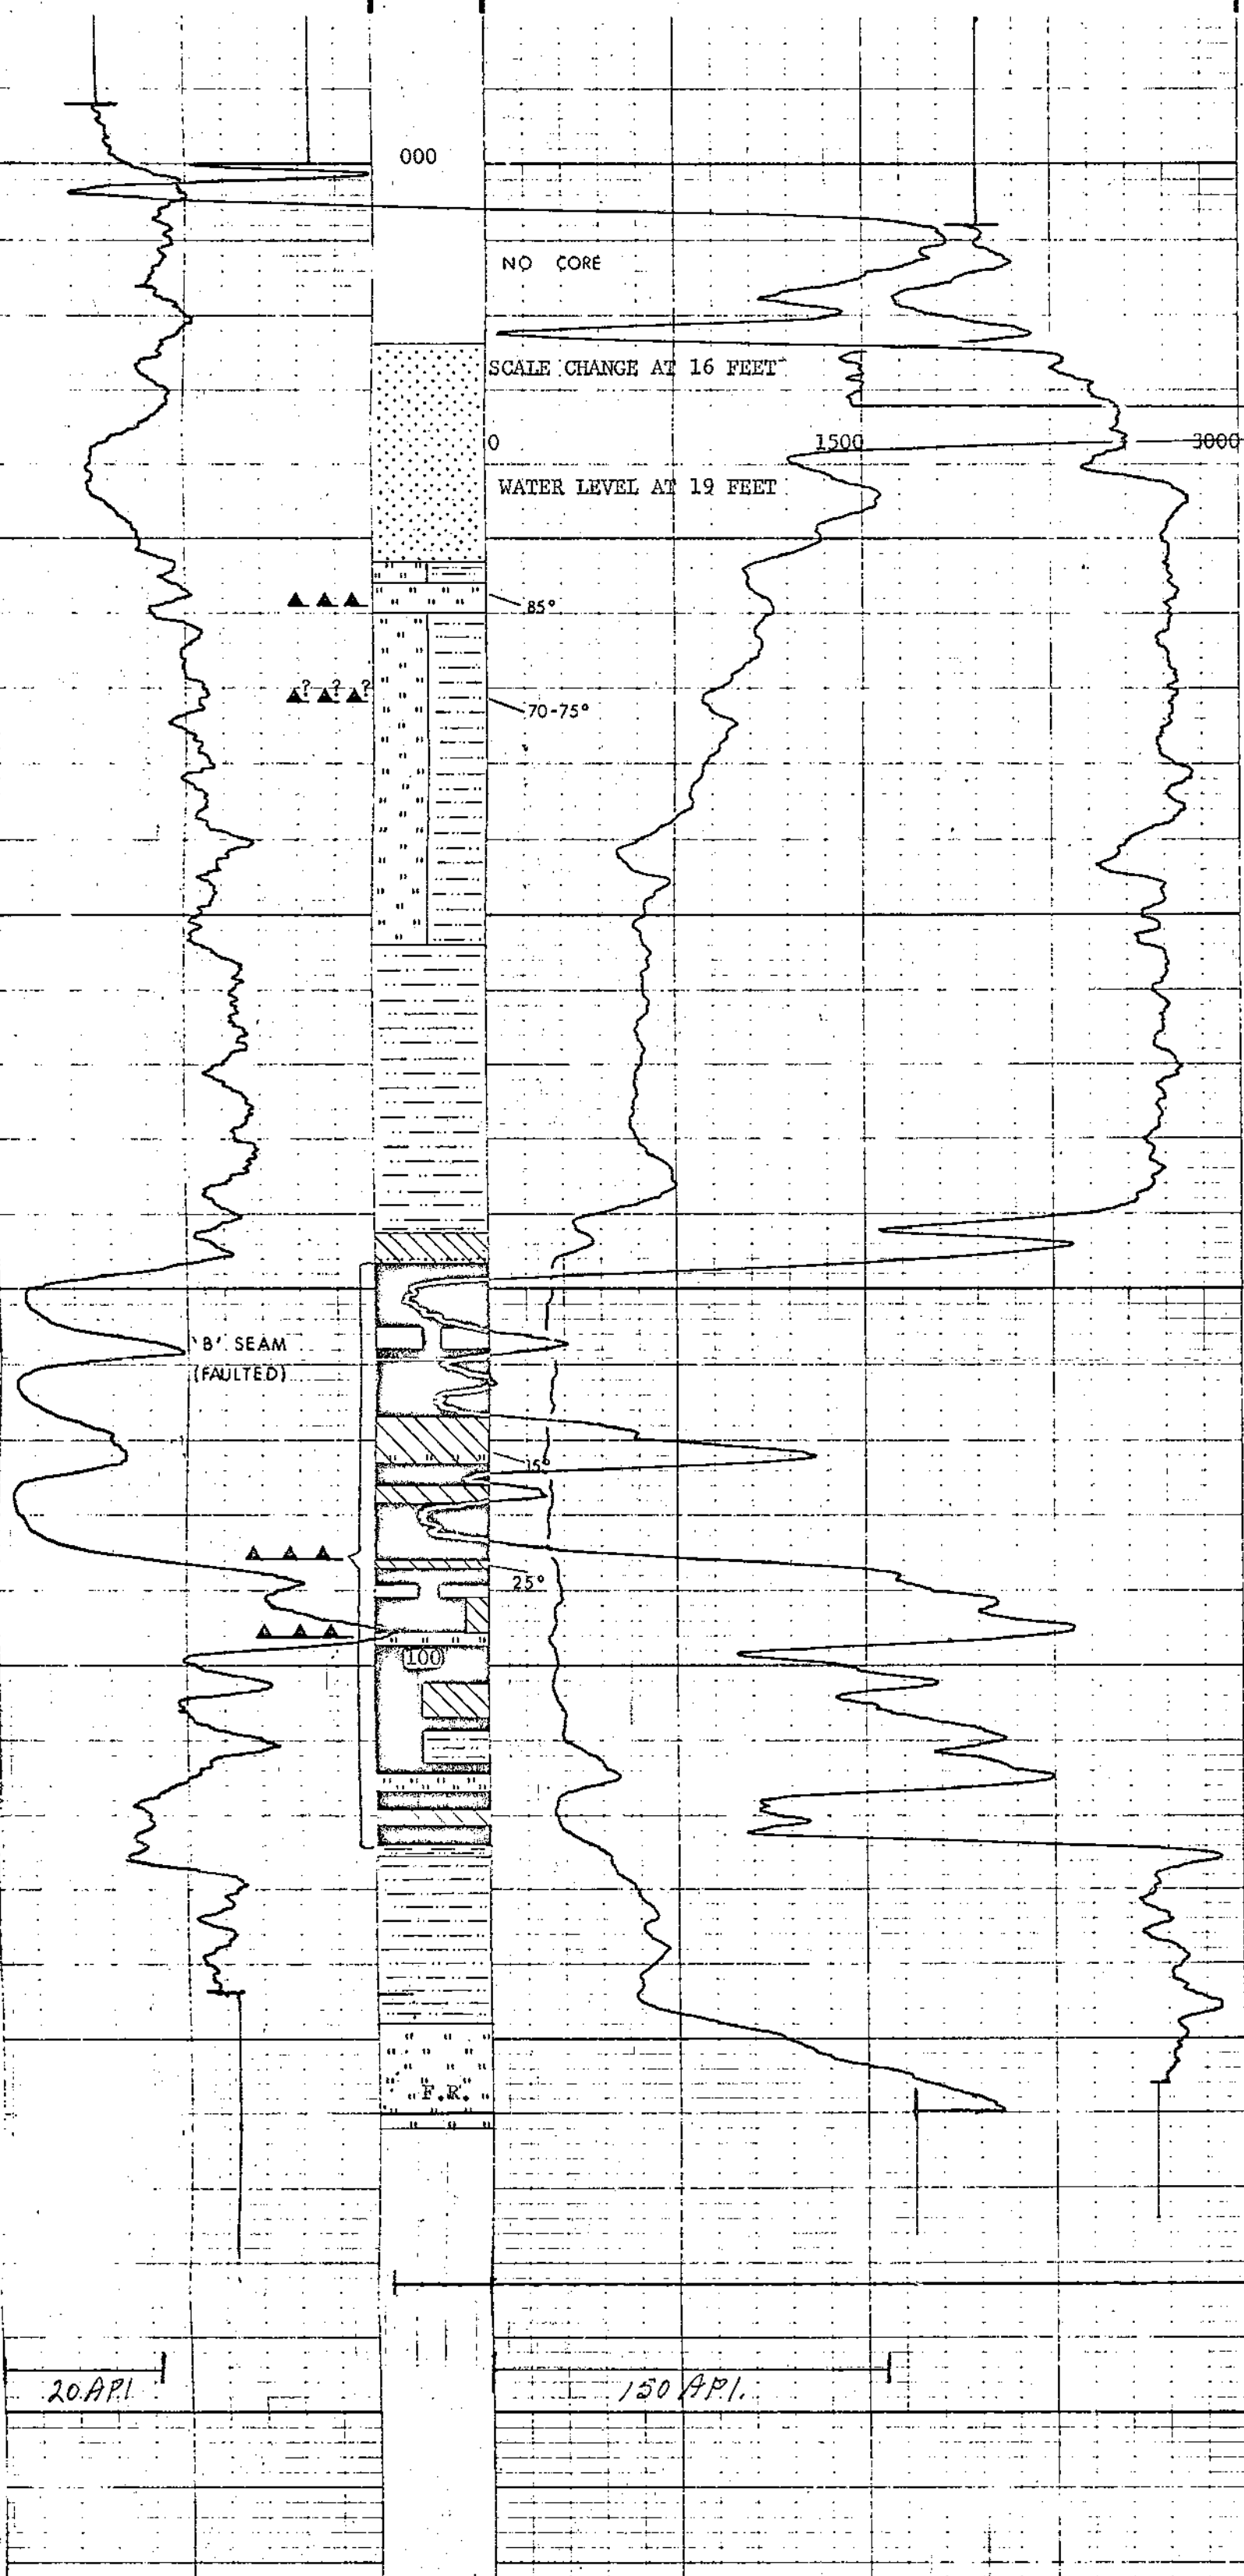 000
NO CORE
SCALE CHANGE AT 16 FEET
0 1500 3000
WATER LEVEL AT 19 FEET
85°
? ? ?
70-75°
'B' SEAM
(FAULTED)
15°
25°
100
F.R.
20 API
150 API.